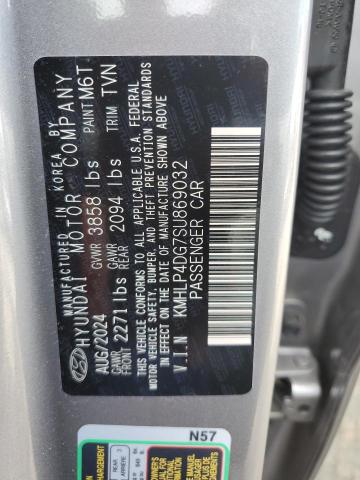 MANUFACTURED IN KOREA BY
HYUNDAI MOTOR COMPANY
AUG/2024 GVWR 3858 lbs PAINT M6T
GAWR FRONT 2271 lbs GAWR REAR 2094 lbs TRIM TVN
THIS VEHICLE CONFORMS TO ALL APPLICABLE U.S.A. FEDERAL
MOTOR VEHICLE SAFETY, BUMPER, AND THEFT PREVENTION STANDARDS
IN EFFECT ON THE DATE OF MANUFACTURE SHOWN ABOVE.
V.I.N KMHLP4DG7SU869032
PASSENGER CAR
N57
REAR
ARRIERE